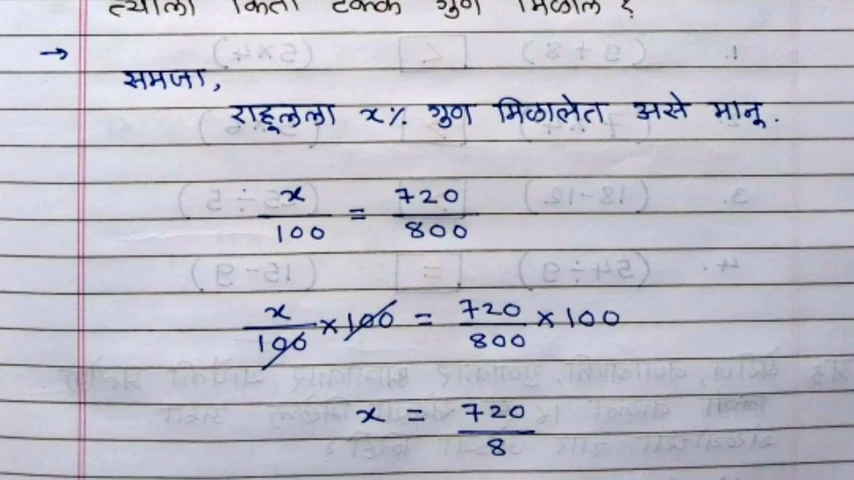 त्याला किती टक्के गुण मिळाले ?
→ समजा,
राहूलला x% गुण मिळालेत असे मानू.
x/100 = 720/800
x/100 × 100 = 720/800 × 100
x = 720/8